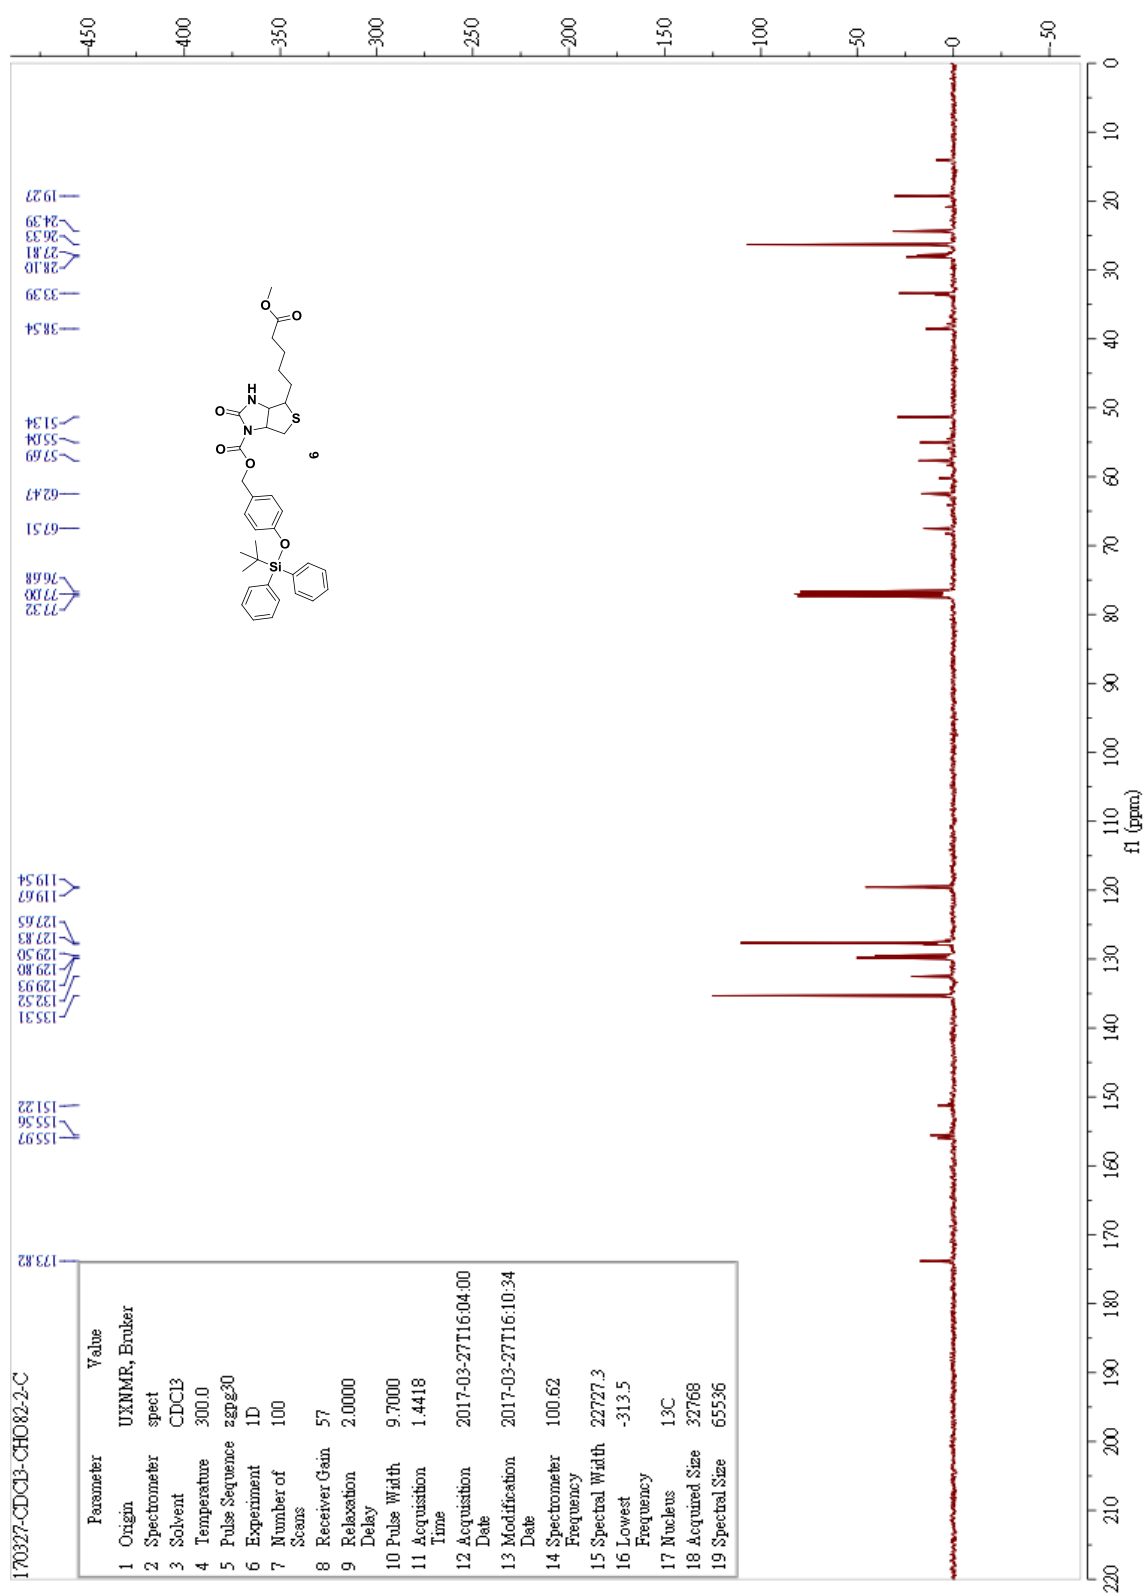 170327-CDCl3-CHO82-2-C
Parameter Value
1 Origin UXNMR, Bruker
2 Spectrometer spect
3 Solvent CDCl3
4 Temperature 300.0
5 Pulse Sequence zgpg30
6 Experiment 1D
7 Number of 100
Scans
8 Receiver Gain 57
9 Relaxation 2.0000
Delay
10 Pulse Width 9.7000
11 Acquisition 1.4418
Time
12 Acquisition 2017-03-27T16:04:00
Date
13 Modification 2017-03-27T16:10:34
Date
14 Spectrometer 100.62
Frequency
15 Spectral Width 22727.3
16 Lowest -313.5
Frequency
17 Nucleus 13C
18 Acquired Size 32768
19 Spectral Size 65536
173.82
155.97
155.56
151.22
135.31
132.52
129.93
129.80
129.50
127.83
127.65
119.67
119.54
77.32
77.00
76.68
67.51
62.47
57.69
55.04
51.34
38.54
33.39
28.10
27.81
26.33
24.39
19.27
Si
O
O
O
N
O
H
N
S
O
O
6
450
400
350
300
250
200
150
100
50
0
-50
220 210 200 190 180 170 160 150 140 130 120 110 100 90 80 70 60 50 40 30 20 10 0
f1 (ppm)